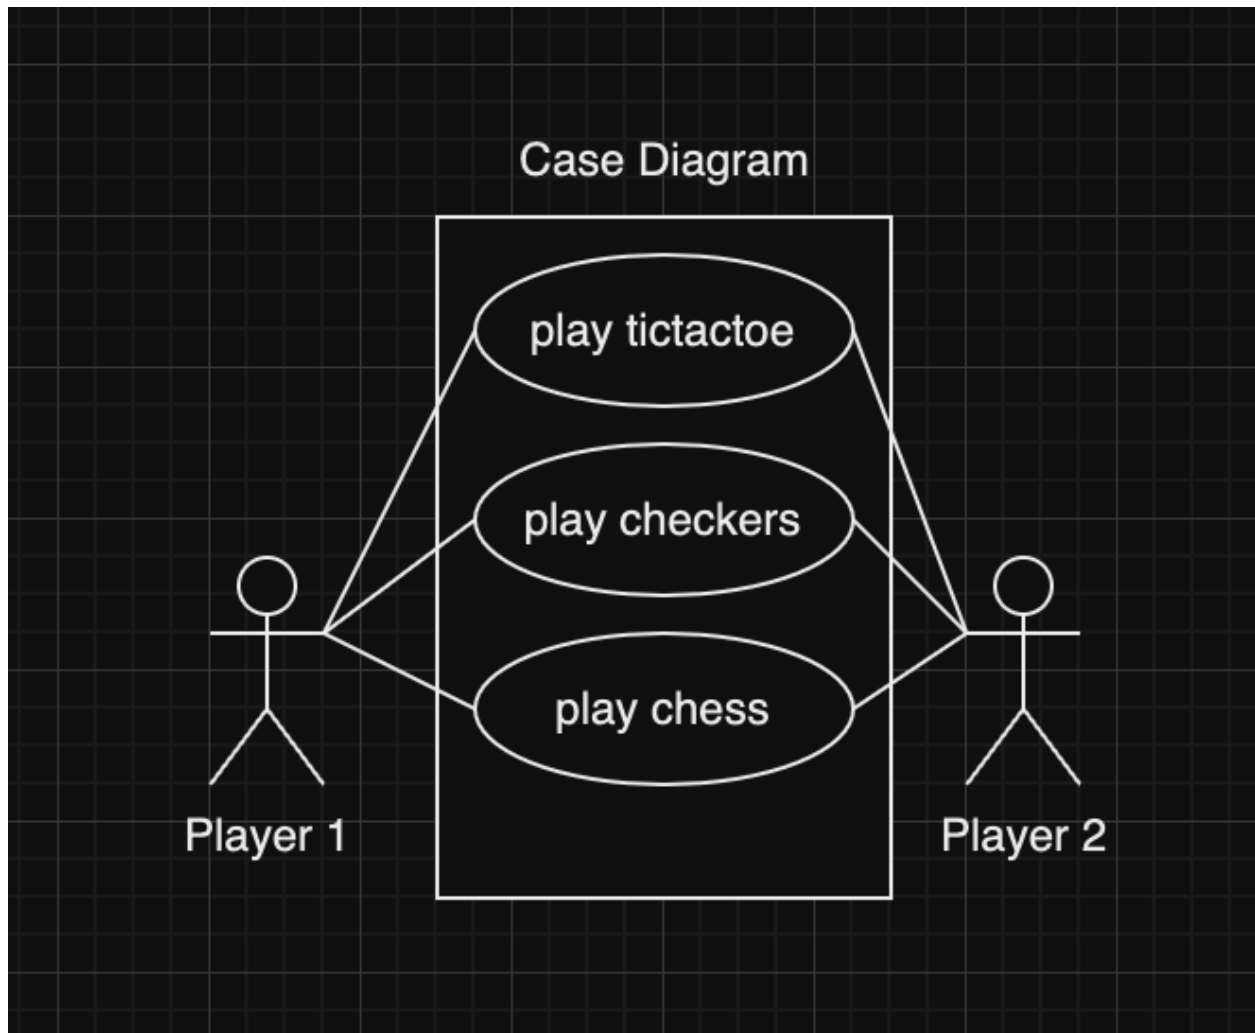 Case Diagram
play tictactoe
play checkers
play chess
Player 1
Player 2